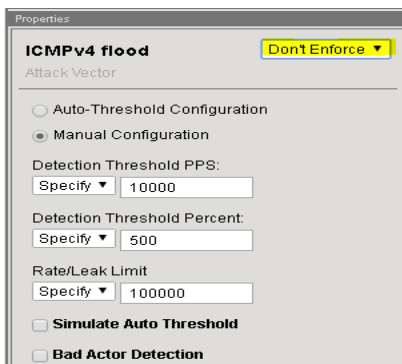 Properties
ICMPv4 flood
Don't Enforce ▼
Attack Vector
Auto-Threshold Configuration
Manual Configuration
Detection Threshold PPS:
Specify ▼ 10000
Detection Threshold Percent:
Specify ▼ 500
Rate/Leak Limit
Specify ▼ 100000
Simulate Auto Threshold
Bad Actor Detection